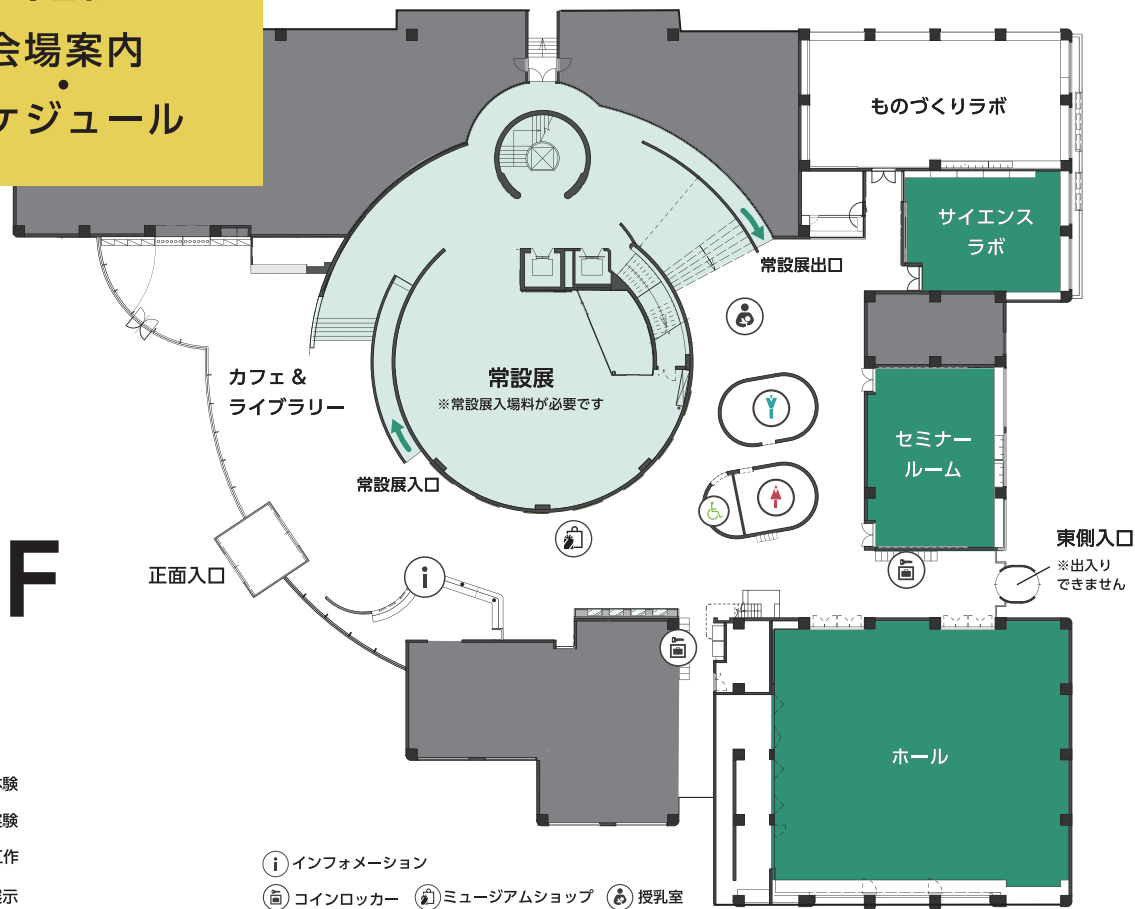 会場案内
・
ケジュール
ものづくりラボ
サイエンス
ラボ
常設展出口
カフェ &
ライブラリー
常設展
※常設展入場料が必要です
セミナー
ルーム
常設展入口
正面入口
東側入口
※出入り
できません
F
i
ホール
験
験
工作
示
i インフォメーション
コインロッカー ミュージアムショップ 授乳室